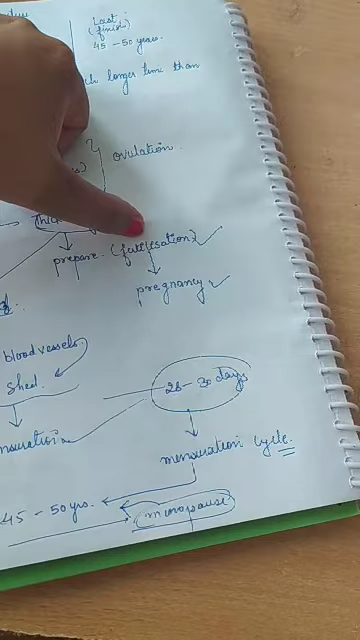 Last
(finish)
45 - 50 years.
longer time than
ovulation
prepare. (fertilisation) ✓
pregnancy ✓
blood vessels.
Shed.
28 - 30 days
mensuration cycle.
45 - 50 yrs.
menopause